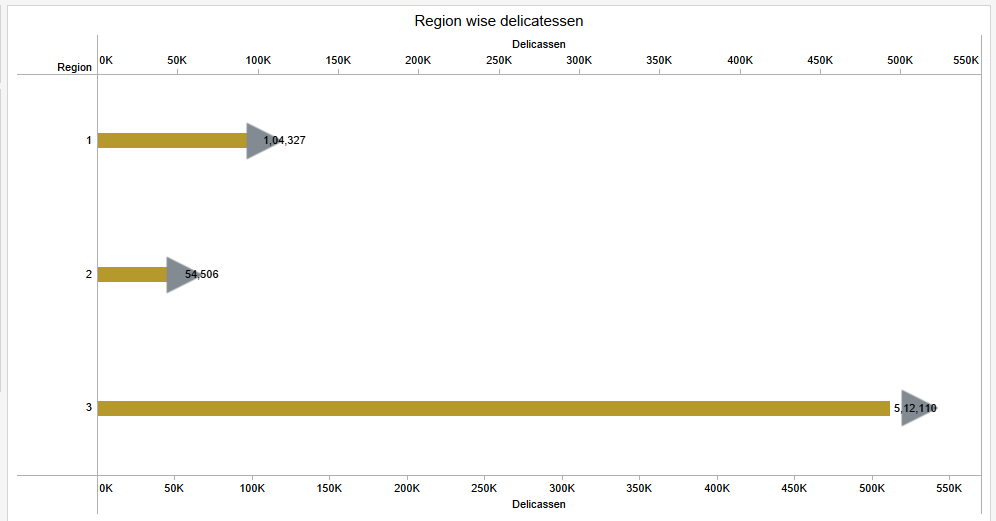 Region wise delicatessen
Delicassen
0K 50K 100K 150K 200K 250K 300K 350K 400K 450K 500K 550K
Region
1 1,04,327
2 54,506
3 5,12,110
0K 50K 100K 150K 200K 250K 300K 350K 400K 450K 500K 550K
Delicassen